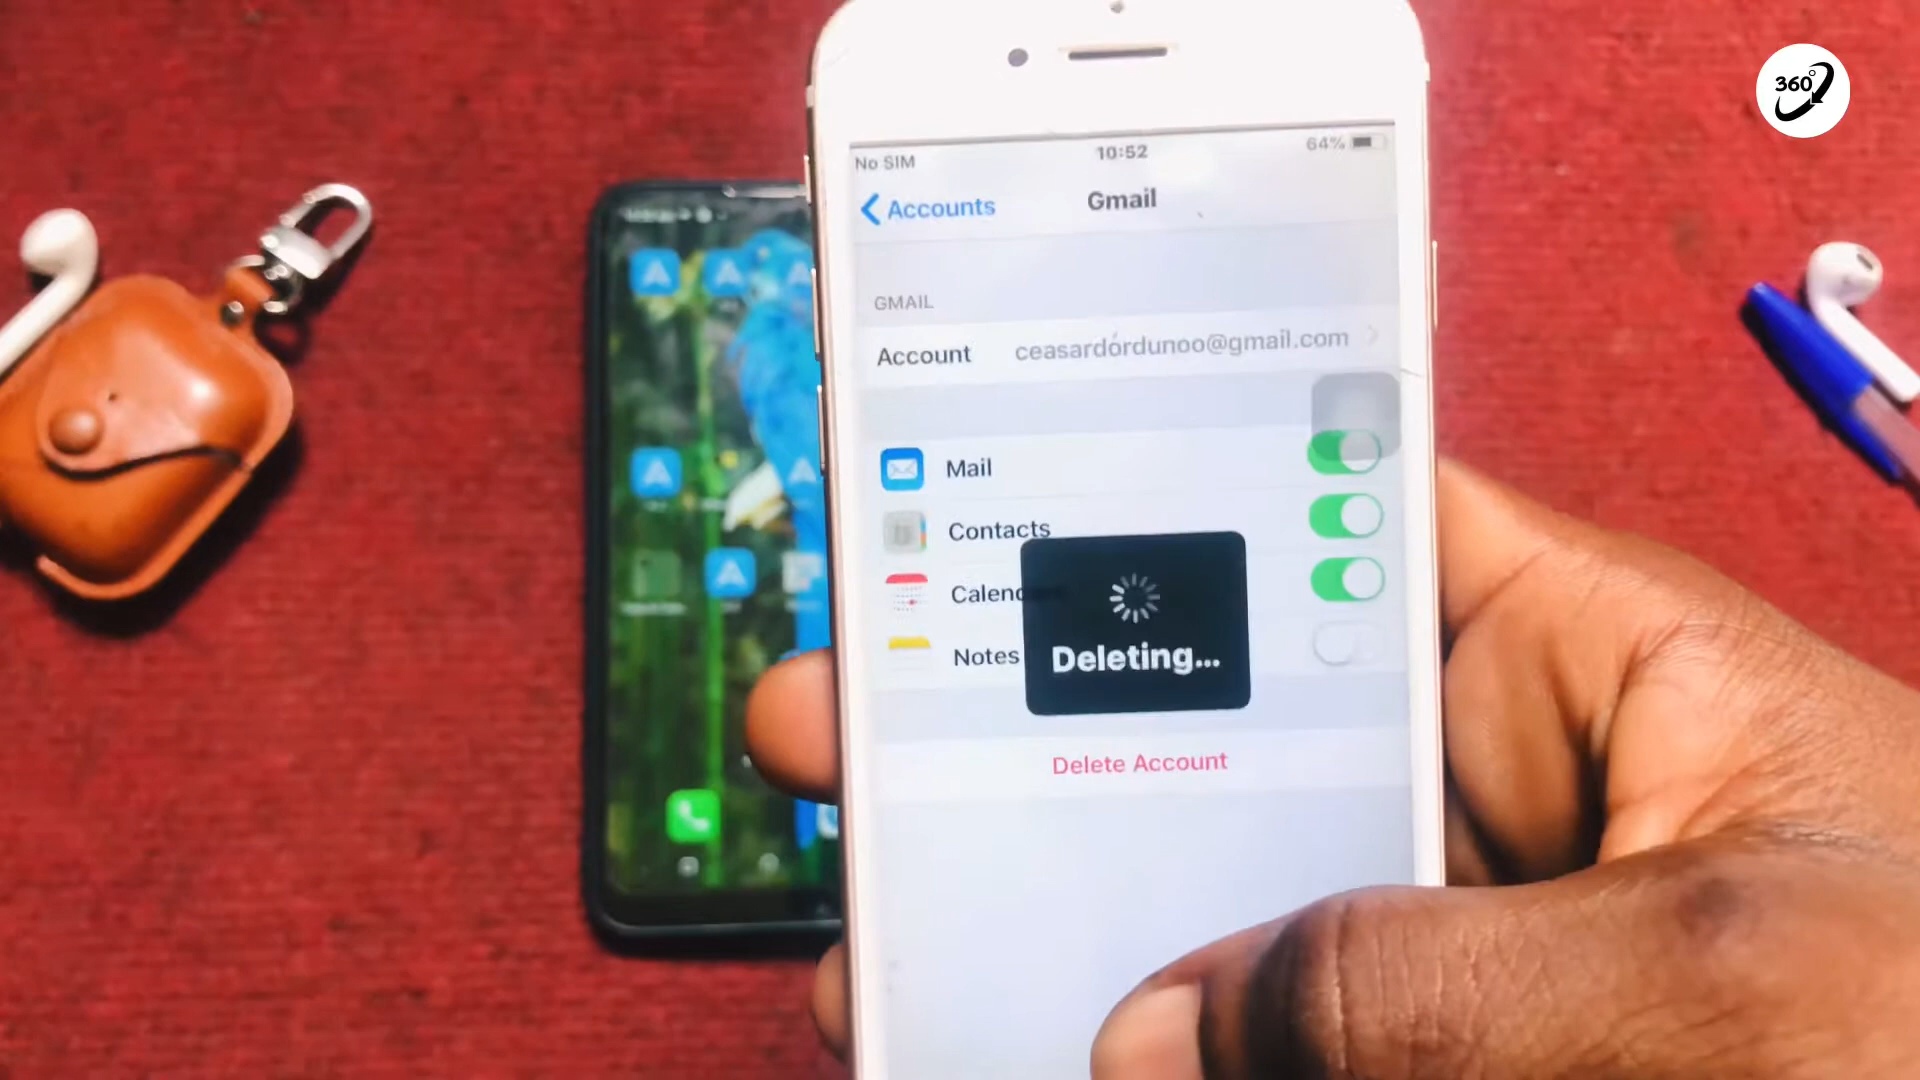 360°
No SIM
10:52
64%
Accounts
Gmail
GMAIL
Account
ceasardordunoo@gmail.com
Mail
Contacts
Calend
Notes
Deleting...
Delete Account